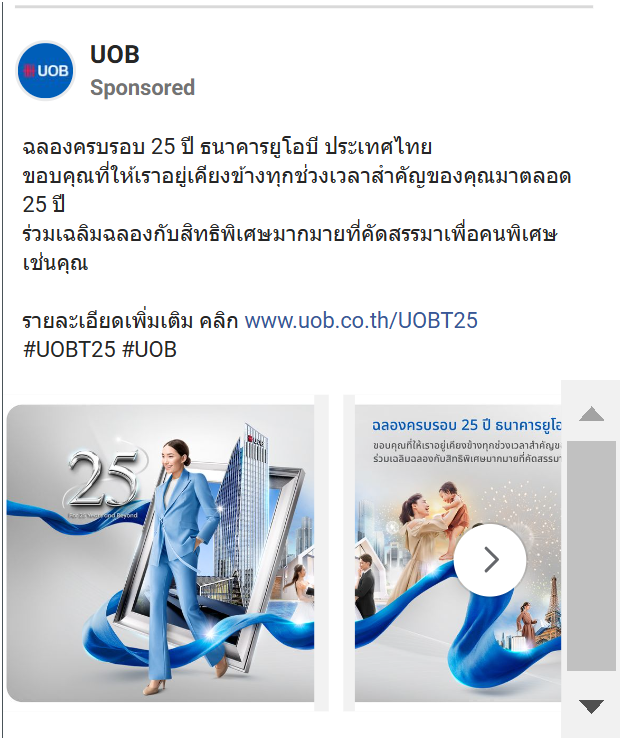 UOB
UOB
Sponsored
ฉลองครบรอบ 25 ปี ธนาคารยูโอบี ประเทศไทย
ขอบคุณที่ให้เราอยู่เคียงข้างทุกช่วงเวลาสำคัญของคุณมาตลอด
25 ปี
ร่วมเฉลิมฉลองกับสิทธิพิเศษมากมายที่คัดสรรมาเพื่อคนพิเศษ
เช่นคุณ
รายละเอียดเพิ่มเติม คลิก www.uob.co.th/UOBT25
#UOBT25 #UOB
25
and Beyond
UOB
ฉลองครบรอบ 25 ปี ธนาคารยูโอ
ขอบคุณที่ให้เราอยู่เคียงข้างทุกช่วงเวลาสำคัญของ
ร่วมเฉลิมฉลองกับสิทธิพิเศษมากมายที่คัดสรรมา